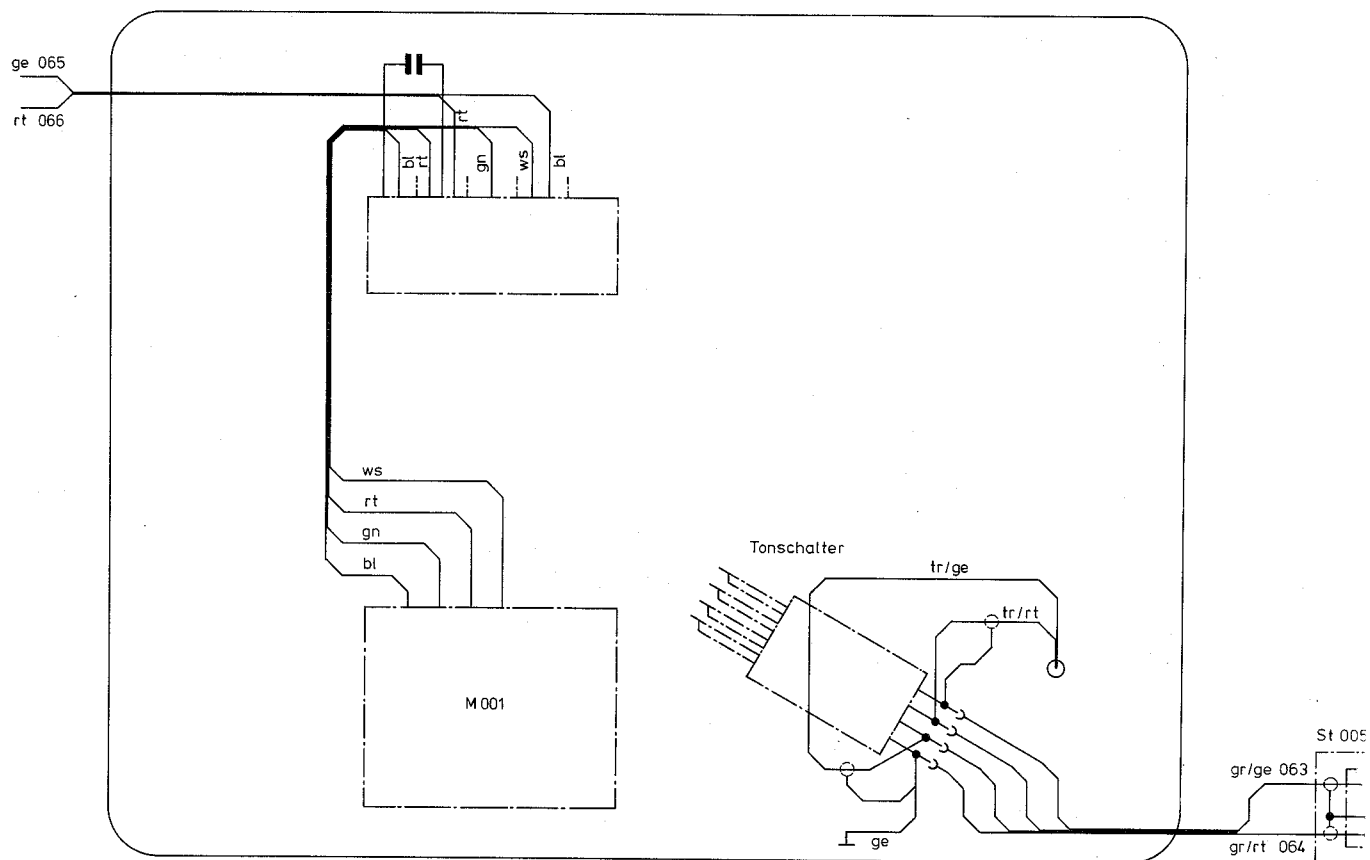 ge 065
rt 066
rt
bl
rt
gn
ws
bl
ws
rt
gn
bl
M 001
Tonschalter
tr/ge
tr/rt
St 005
gr/ge 063
gr/rt 064
ge